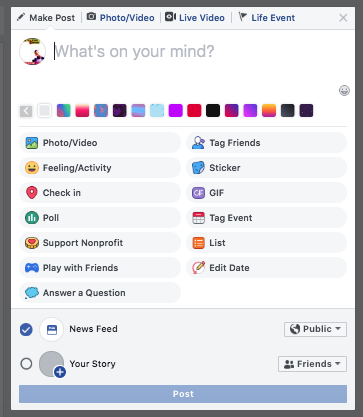 Make Post Photo/Video Live Video Life Event
What's on your mind?
Photo/Video Tag Friends
Feeling/Activity Sticker
Check in GIF GIF
Poll Tag Event
Support Nonprofit List
Play with Friends Edit Date
Answer a Question
News Feed Public
Your Story Friends
Post